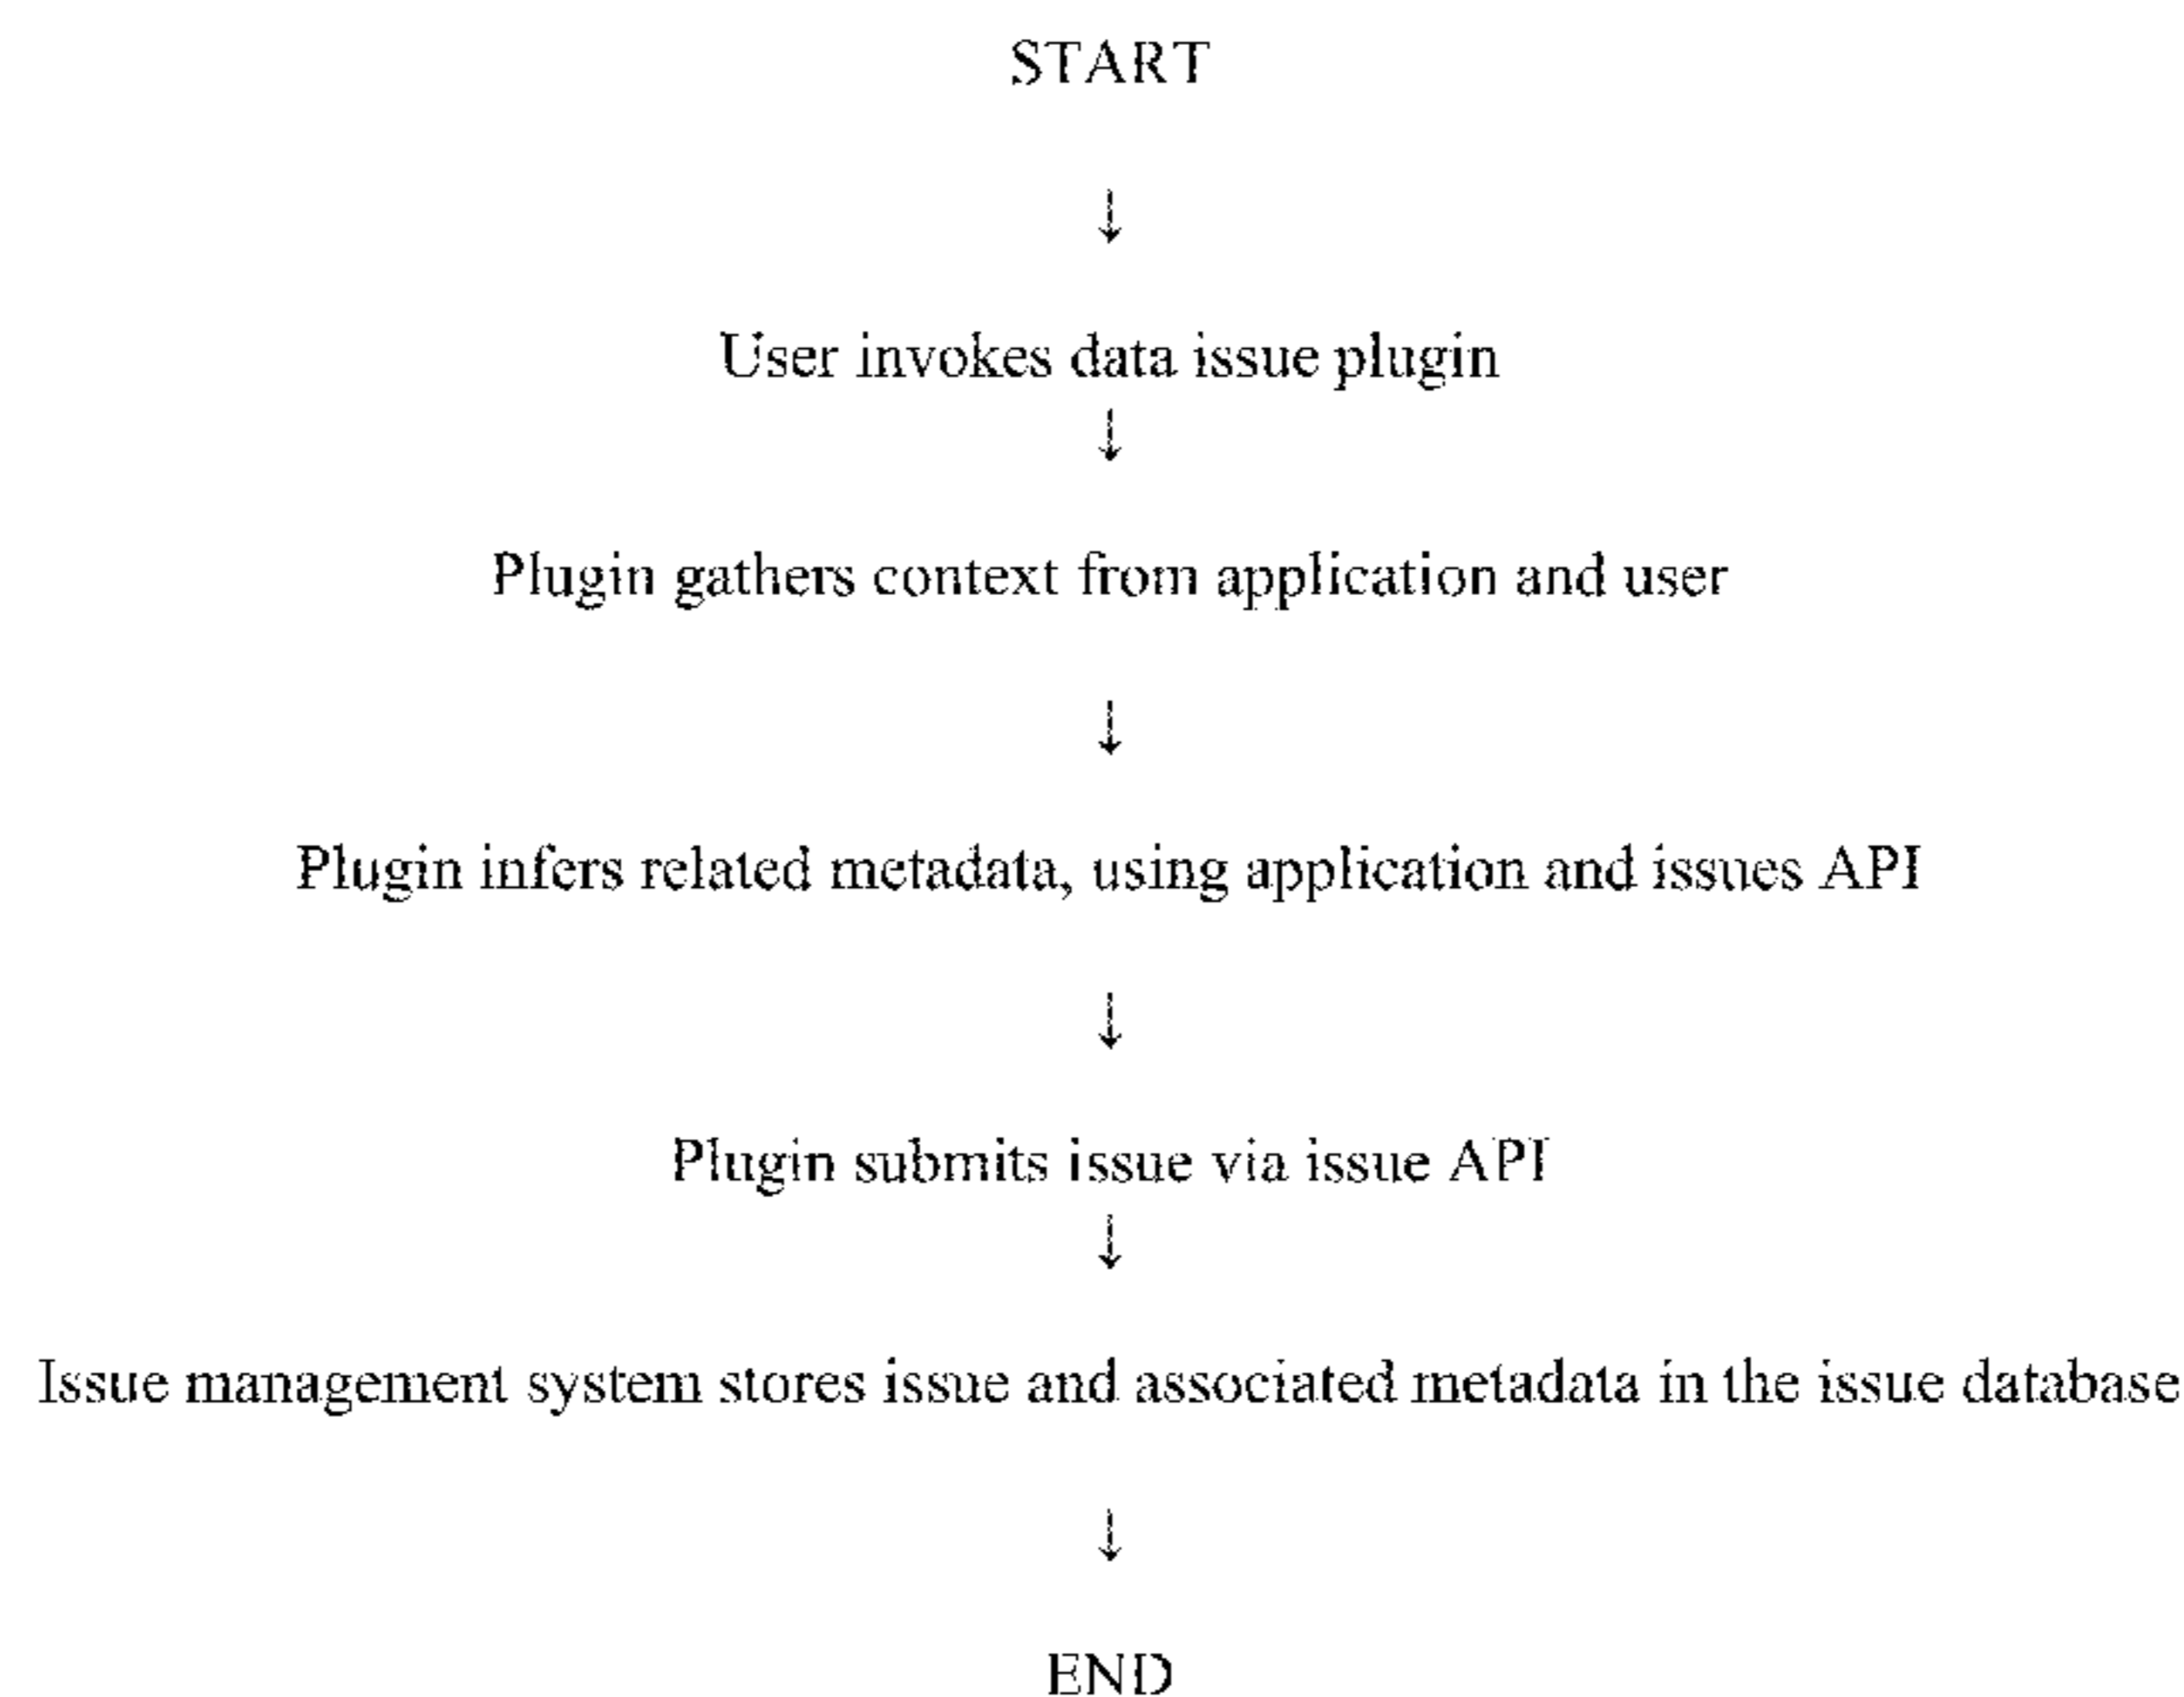 START
↓
User invokes data issue plugin
↓
Plugin gathers context from application and user
↓
Plugin infers related metadata, using application and issues API
↓
Plugin submits issue via issue API
↓
Issue management system stores issue and associated metadata in the issue database
↓
END